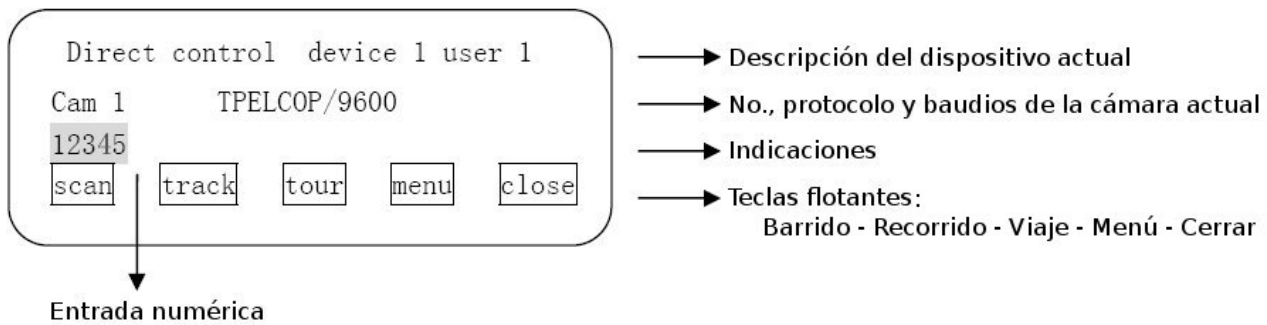 Direct control device 1 user 1
Descripción del dispositivo actual
Cam 1 TPELCOP/9600
No., protocolo y baudios de la cámara actual
12345
Indicaciones
scan track tour menu close
Teclas flotantes:
Barrido - Recorrido - Viaje - Menú - Cerrar
Entrada numérica